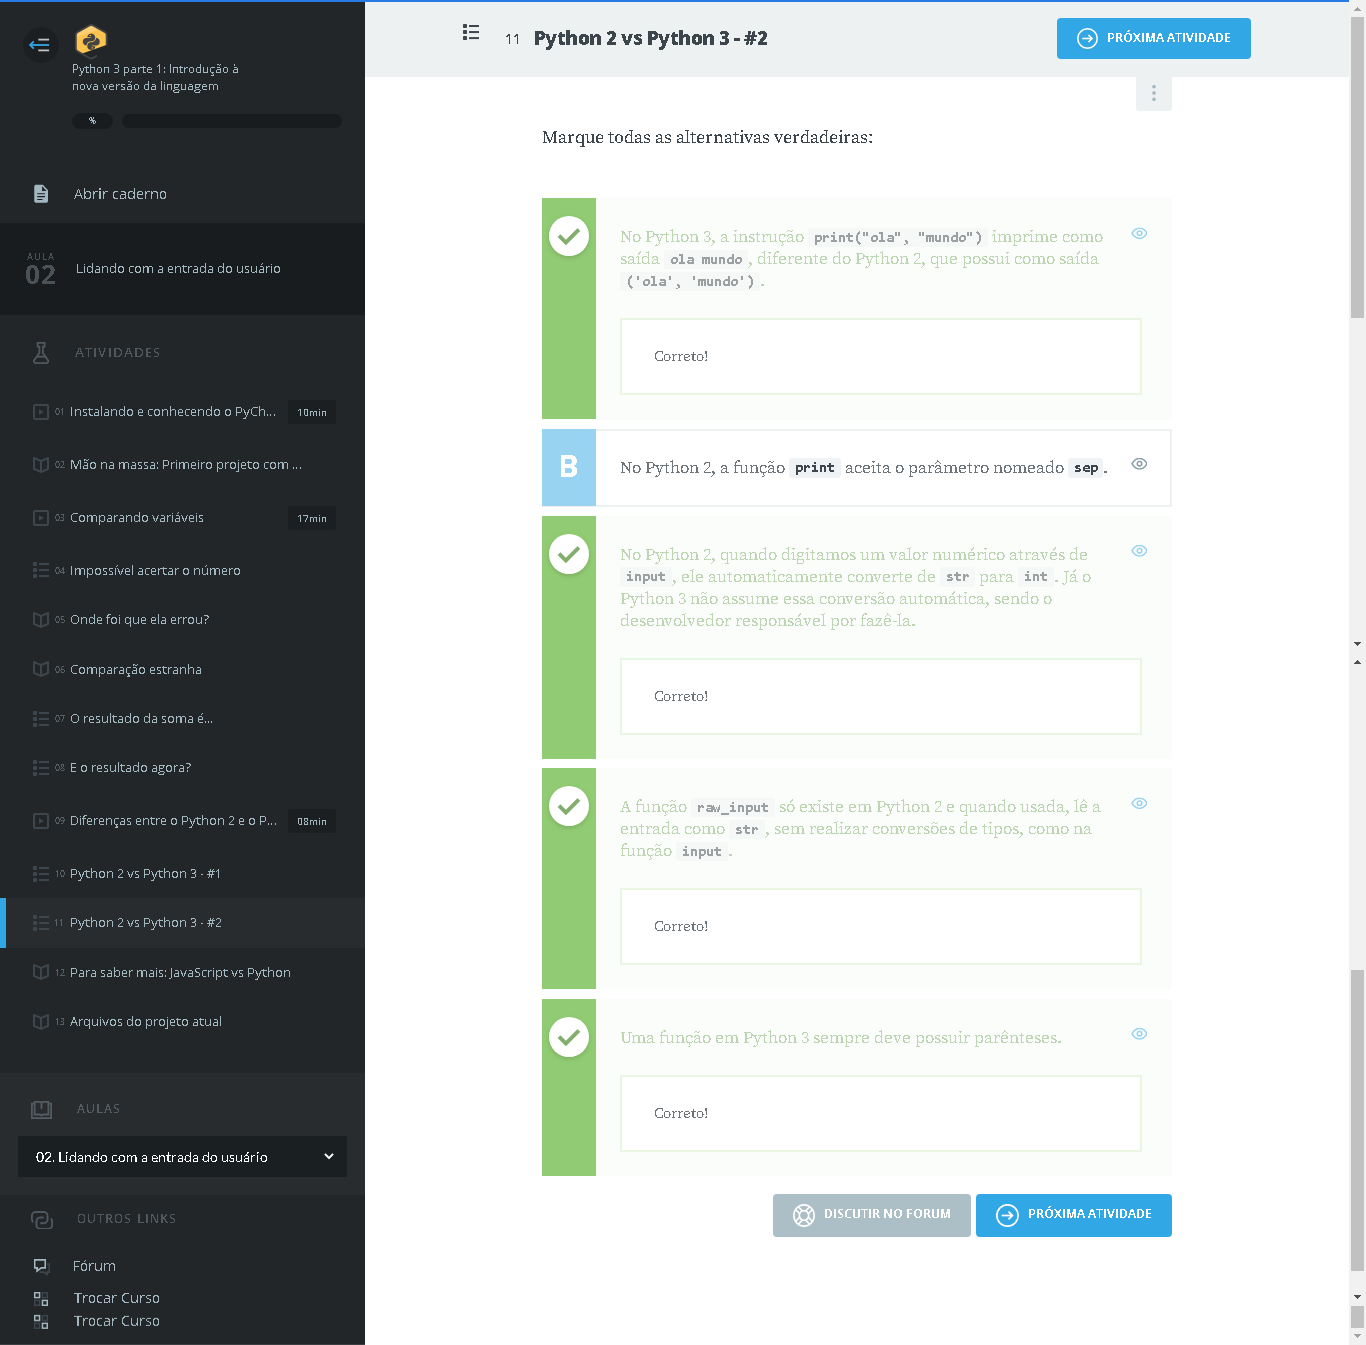 Python 3 parte 1: Introdução à
nova versão da linguagem
%
Abrir caderno
AULA
02
Lidando com a entrada do usuário
ATIVIDADES
01 Instalando e conhecendo o PyCh... 10min
02 Mão na massa: Primeiro projeto com ...
03 Comparando variáveis 17min
04 Impossível acertar o número
05 Onde foi que ela errou?
06 Comparação estranha
07 O resultado da soma é...
08 E o resultado agora?
09 Diferenças entre o Python 2 e o P... 08min
10 Python 2 vs Python 3 - #1
11 Python 2 vs Python 3 - #2
12 Para saber mais: JavaScript vs Python
13 Arquivos do projeto atual
AULAS
02. Lidando com a entrada do usuário
OUTROS LINKS
Fórum
Trocar Curso
Trocar Curso
11 Python 2 vs Python 3 - #2
PRÓXIMA ATIVIDADE
Marque todas as alternativas verdadeiras:
No Python 3, a instrução print("ola", "mundo") imprime como
saída ola mundo , diferente do Python 2, que possui como saída
('ola', 'mundo') .
Correto!
B
No Python 2, a função print aceita o parâmetro nomeado sep .
No Python 2, quando digitamos um valor numérico através de
input , ele automaticamente converte de str para int . Já o
Python 3 não assume essa conversão automática, sendo o
desenvolvedor responsável por fazê-la.
Correto!
A função raw_input só existe em Python 2 e quando usada, lê a
entrada como str , sem realizar conversões de tipos, como na
função input .
Correto!
Uma função em Python 3 sempre deve possuir parênteses.
Correto!
DISCUTIR NO FORUM
PRÓXIMA ATIVIDADE